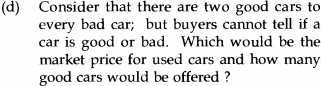 (d) Consider that there are two good cars to
every bad car; but buyers cannot tell if a
car is good or bad. Which would be the
market price for used cars and how many
good cars would be offered ?